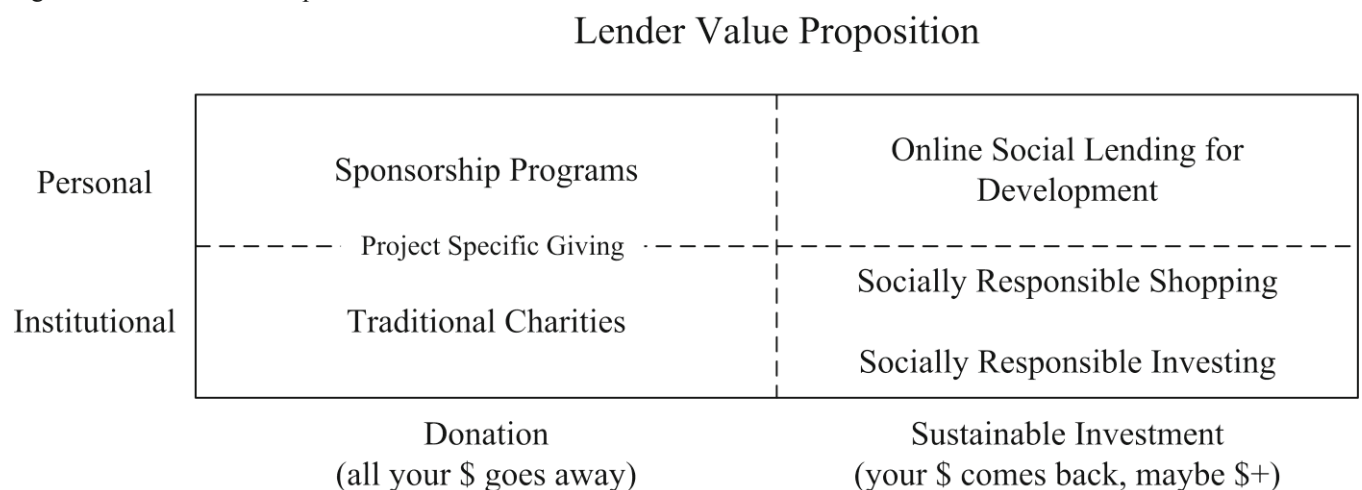 Lender Value Proposition
Personal
Sponsorship Programs
Online Social Lending for
Development
Project Specific Giving
Institutional
Traditional Charities
Socially Responsible Shopping
Socially Responsible Investing
Donation
(all your $ goes away)
Sustainable Investment
(your $ comes back, maybe $+)